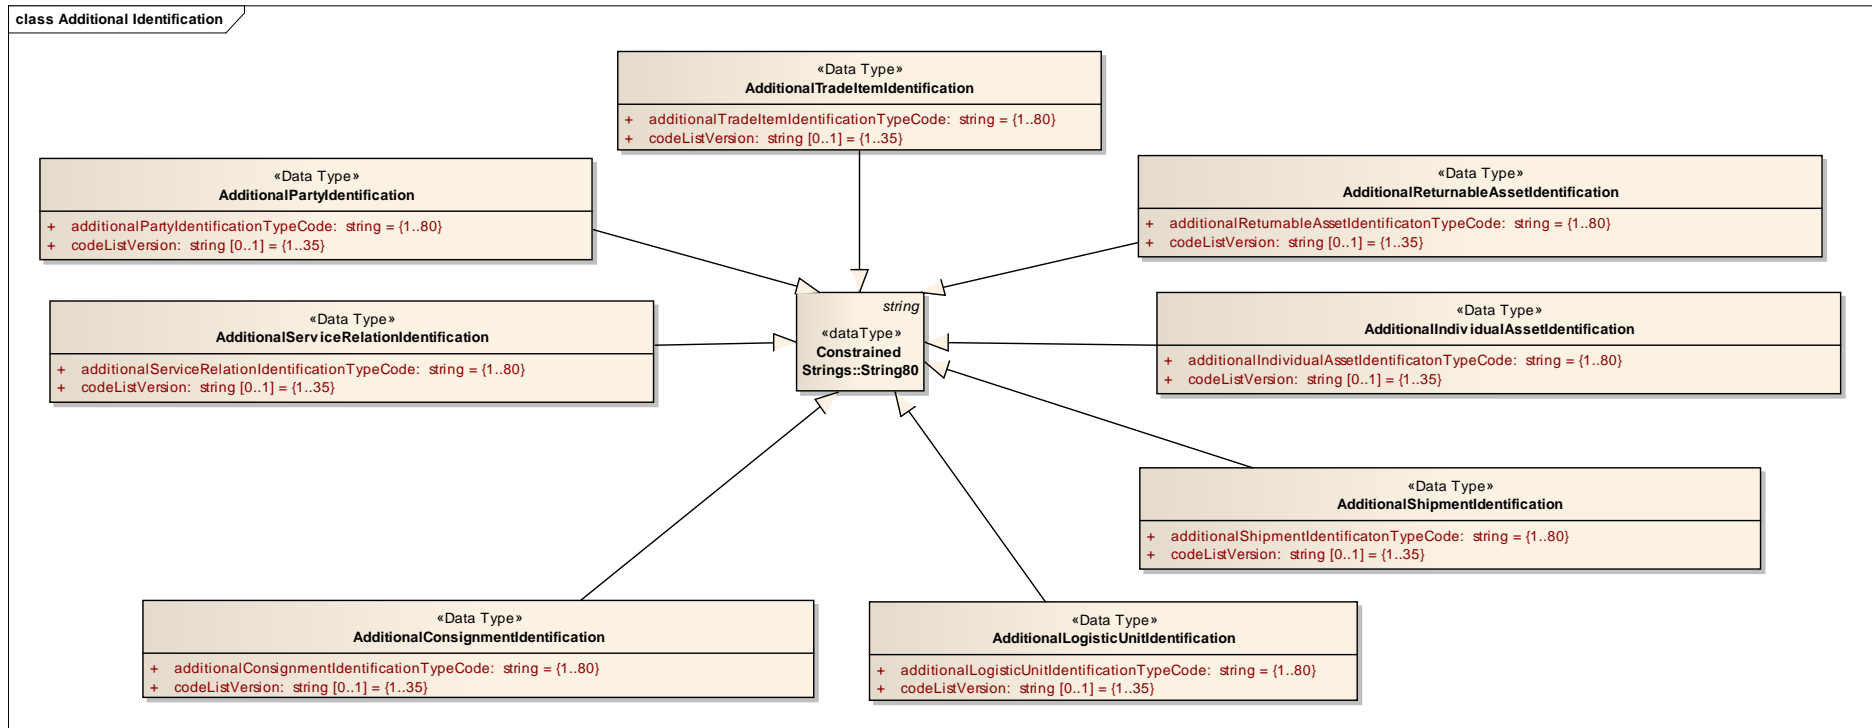 class Additional Identification
«Data Type»
AdditionalTradeItemIdentification
+ additionalTradeItemIdentificationTypeCode: string = {1..80}
+ codeListVersion: string [0..1] = {1..35}
«Data Type»
AdditionalPartyIdentification
+ additionalPartyIdentificationTypeCode: string = {1..80}
+ codeListVersion: string [0..1] = {1..35}
«Data Type»
AdditionalReturnableAssetIdentification
+ additionalReturnableAssetIdentificatonTypeCode: string = {1..80}
+ codeListVersion: string [0..1] = {1..35}
«Data Type»
AdditionalServiceRelationIdentification
+ additionalServiceRelationIdentificationTypeCode: string = {1..80}
+ codeListVersion: string [0..1] = {1..35}
string
«dataType»
Constrained
Strings::String80
«Data Type»
AdditionalIndividualAssetIdentification
+ additionalIndividualAssetIdentificatonTypeCode: string = {1..80}
+ codeListVersion: string [0..1] = {1..35}
«Data Type»
AdditionalShipmentIdentification
+ additionalShipmentIdentificatonTypeCode: string = {1..80}
+ codeListVersion: string [0..1] = {1..35}
«Data Type»
AdditionalConsignmentIdentification
+ additionalConsignmentIdentificationTypeCode: string = {1..80}
+ codeListVersion: string [0..1] = {1..35}
«Data Type»
AdditionalLogisticUnitIdentification
+ additionalLogisticUnitIdentificationTypeCode: string = {1..80}
+ codeListVersion: string [0..1] = {1..35}